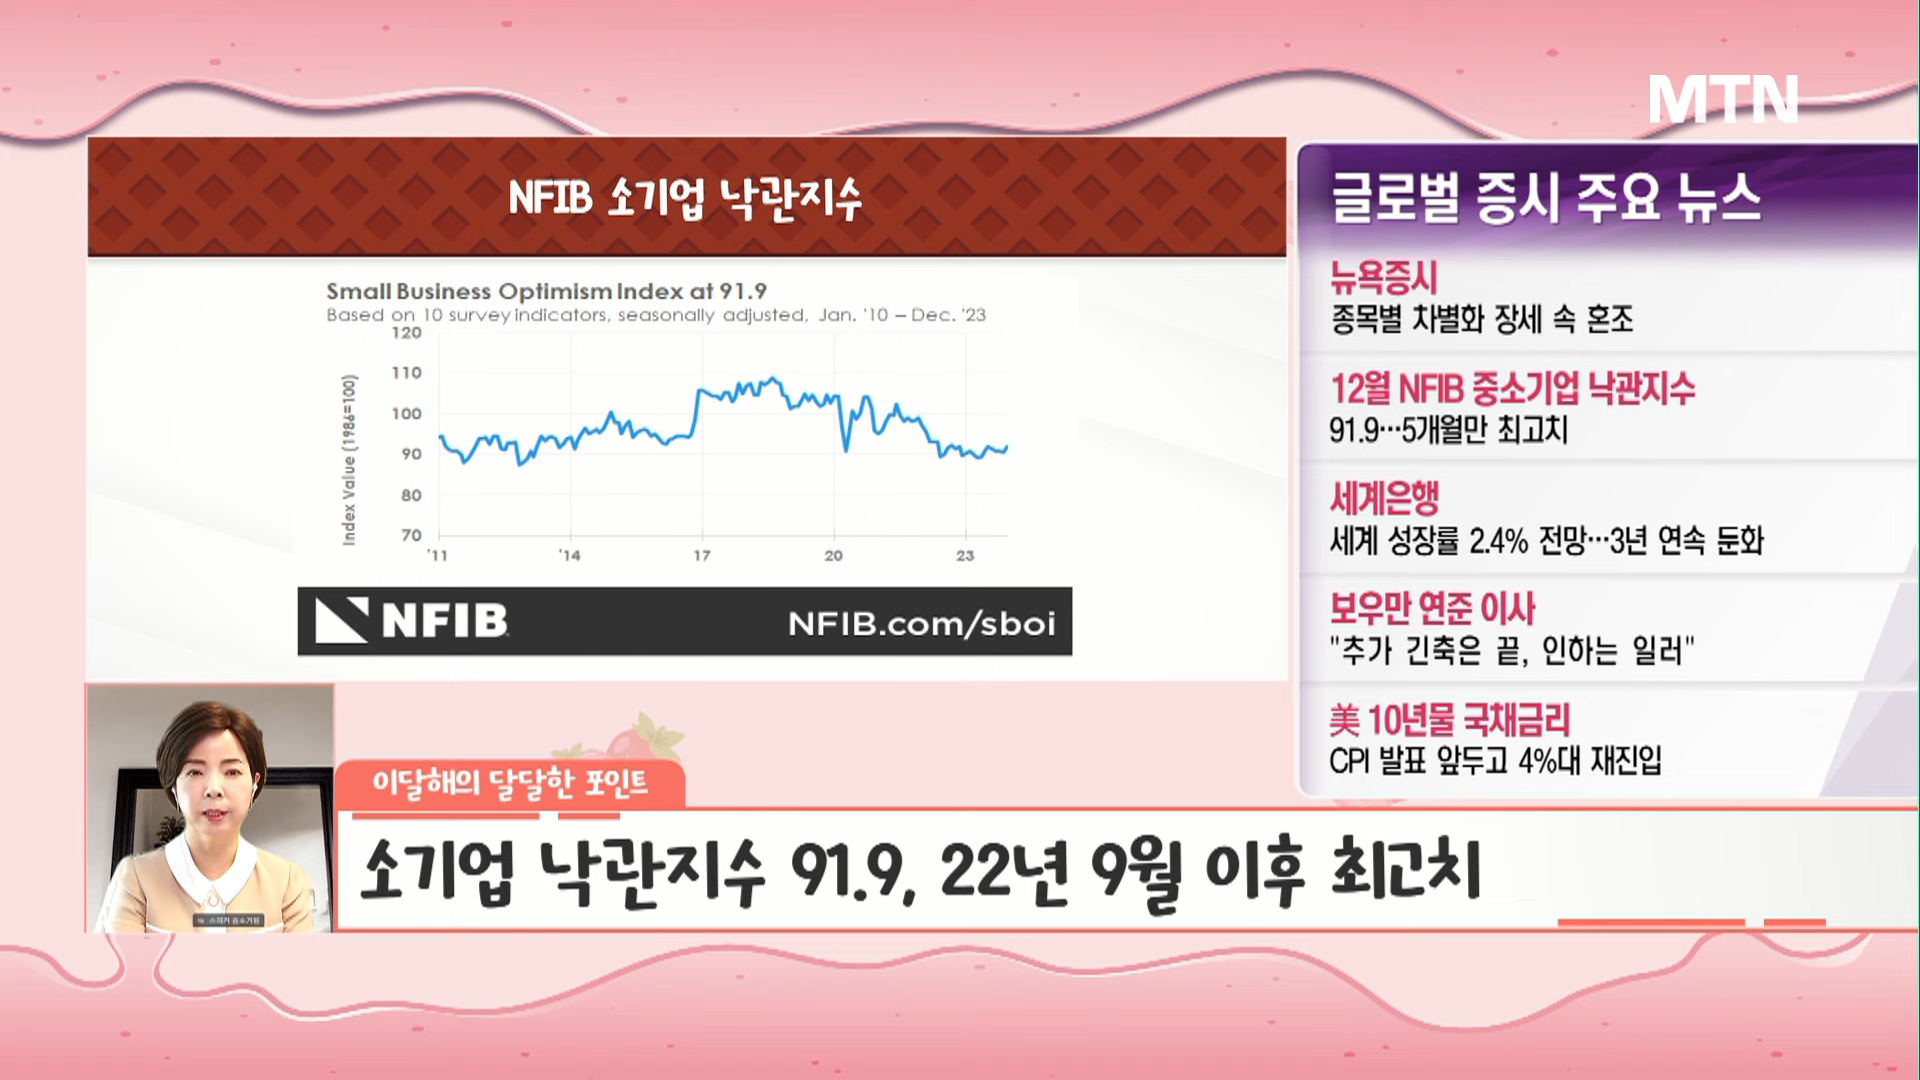 MTN
NFIB 소기업 낙관지수
Small Business Optimism Index at 91.9
Based on 10 survey indicators, seasonally adjusted, Jan. '10 – Dec. '23
Index Value (1986=100)
120
110
100
90
80
70
'11
'14
17
20
23
NFIB
NFIB.com/sboi
글로벌 증시 주요 뉴스
뉴욕증시
종목별 차별화 장세 속 혼조
12월 NFIB 중소기업 낙관지수
91.9…5개월만 최고치
세계은행
세계 성장률 2.4% 전망…3년 연속 둔화
보우만 연준 이사
"추가 긴축은 끝, 인하는 일러"
美 10년물 국채금리
CPI 발표 앞두고 4%대 재진입
이달해의 달달한 포인트
소기업 낙관지수 91.9, 22년 9월 이후 최고치